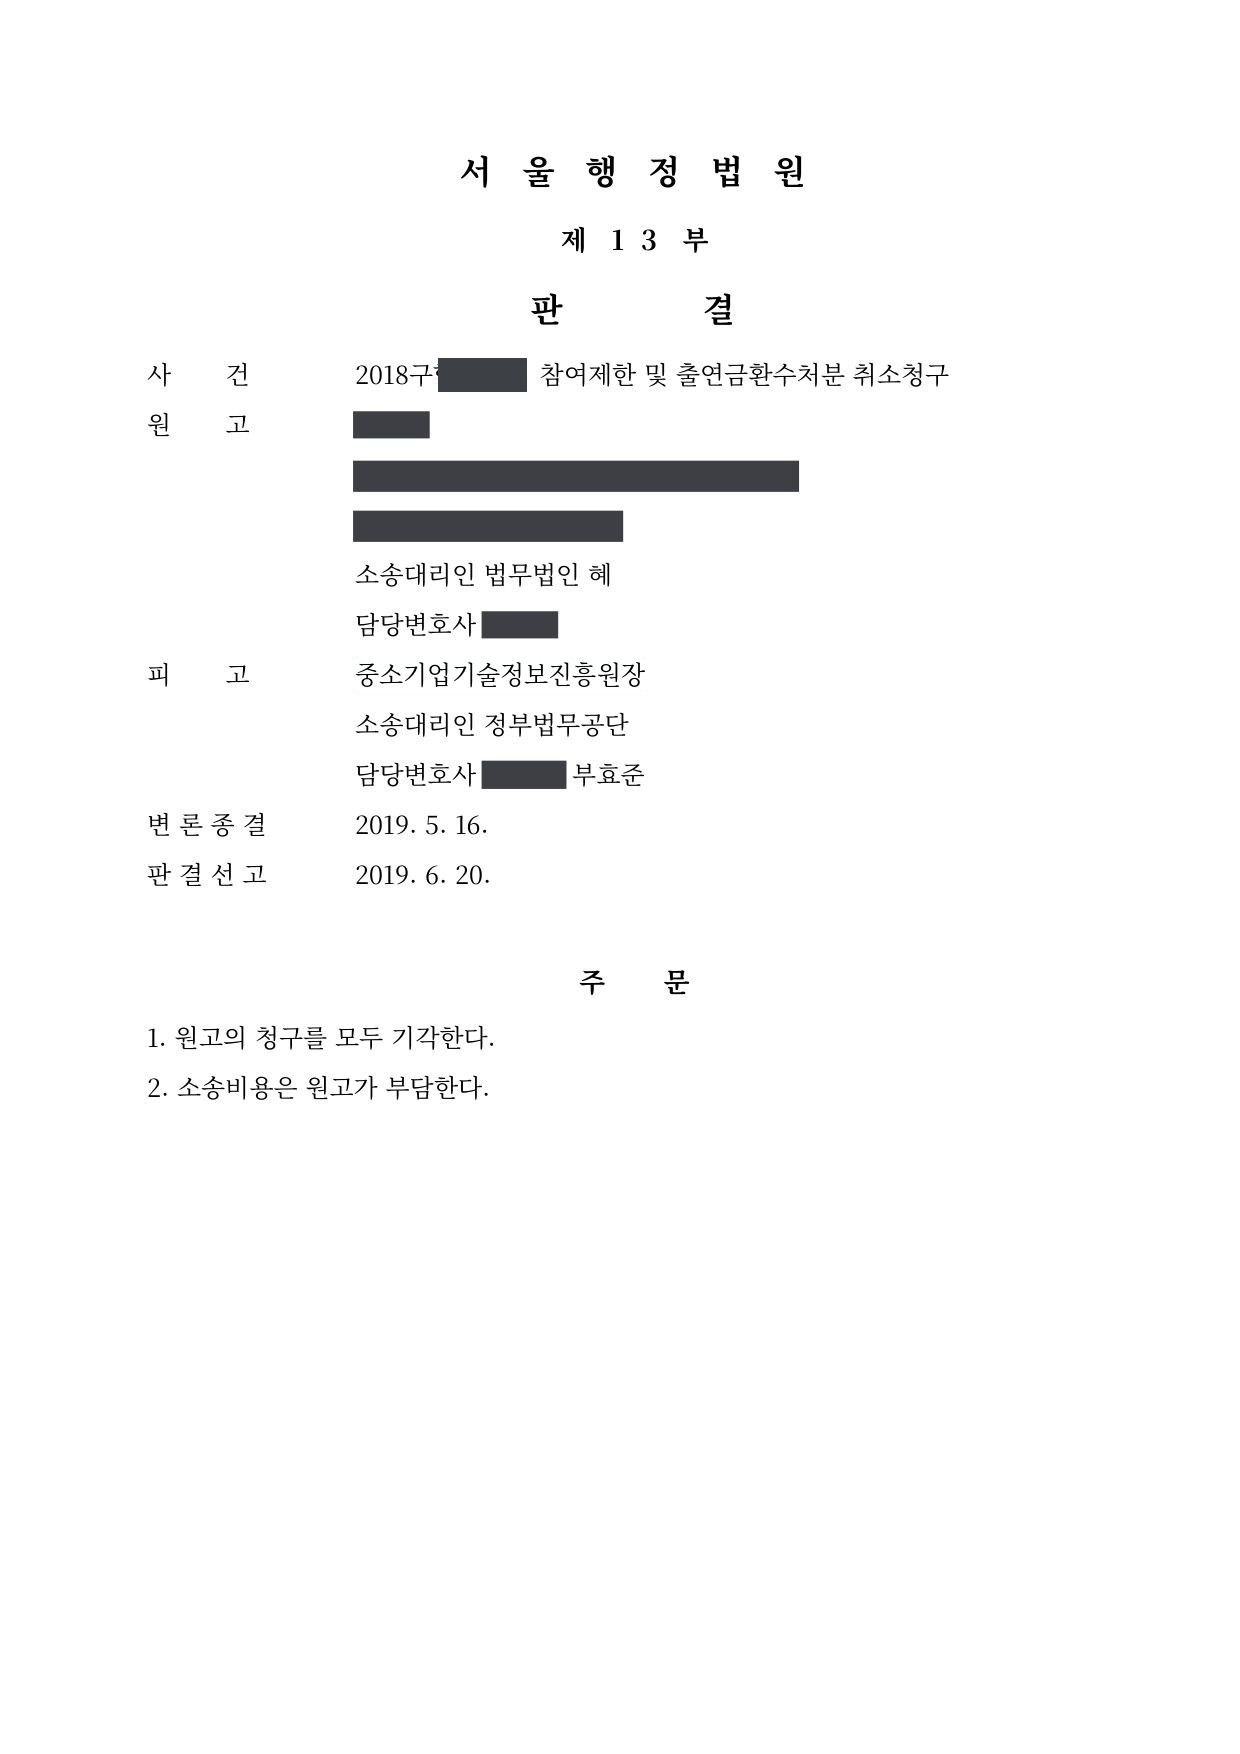 서 울 행 정 법 원
제 1 3 부
판 결
사 건 2018구 참여제한 및 출연금환수처분 취소청구
원 고
소송대리인 법무법인 혜
담당변호사
피 고 중소기업기술정보진흥원장
소송대리인 정부법무공단
담당변호사 부효준
변 론 종 결 2019. 5. 16.
판 결 선 고 2019. 6. 20.
주 문
1. 원고의 청구를 모두 기각한다.
2. 소송비용은 원고가 부담한다.